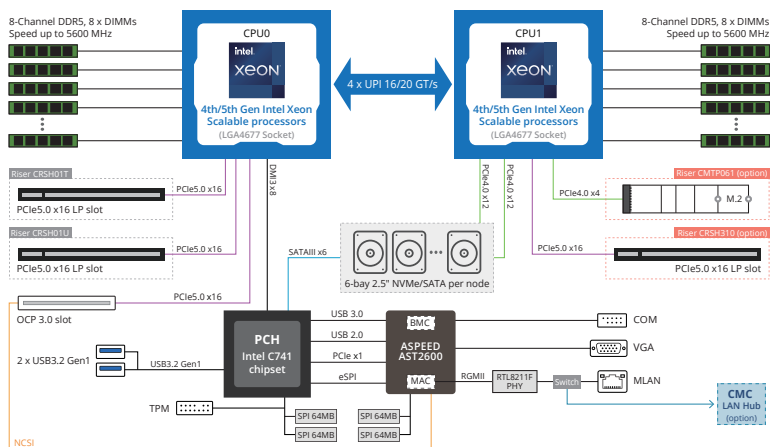 8-Channel DDR5, 8 x DIMMs
Speed up to 5600 MHz
CPU0
intel.
xeon
4th/5th Gen Intel Xeon
Scalable processors
(LGA4677 Socket)
4 x UPI 16/20 GT/s
CPU1
intel.
xeon
4th/5th Gen Intel Xeon
Scalable processors
(LGA4677 Socket)
8-Channel DDR5, 8 x DIMMs
Speed up to 5600 MHz
Riser CRSH01T
PCIe5.0 x16
PCIe5.0 x16 LP slot
Riser CRSH01U
PCIe5.0 x16
PCIe5.0 x16 LP slot
PCIe5.0 x16
OCP 3.0 slot
DMI3 x8
PCIe4.0 x12
PCIe4.0 x12
Riser CMTP061 (option)
PCIe4.0 x4
M.2
Riser CRSH310 (option)
PCIe5.0 x16
PCIe5.0 x16 LP slot
SATAIII x6
6-bay 2.5" NVMe/SATA per node
2 x USB3.2 Gen1
USB3.2 Gen1
PCH
Intel C741
chipset
USB 3.0
USB 2.0
PCIe x1
eSPI
BMC
ASPEED
AST2600
MAC
COM
VGA
RGMII
RTL8211F
PHY
Switch
MLAN
CMC
LAN Hub
(option)
TPM
SPI 64MB
SPI 64MB
SPI 64MB
SPI 64MB
NCSI